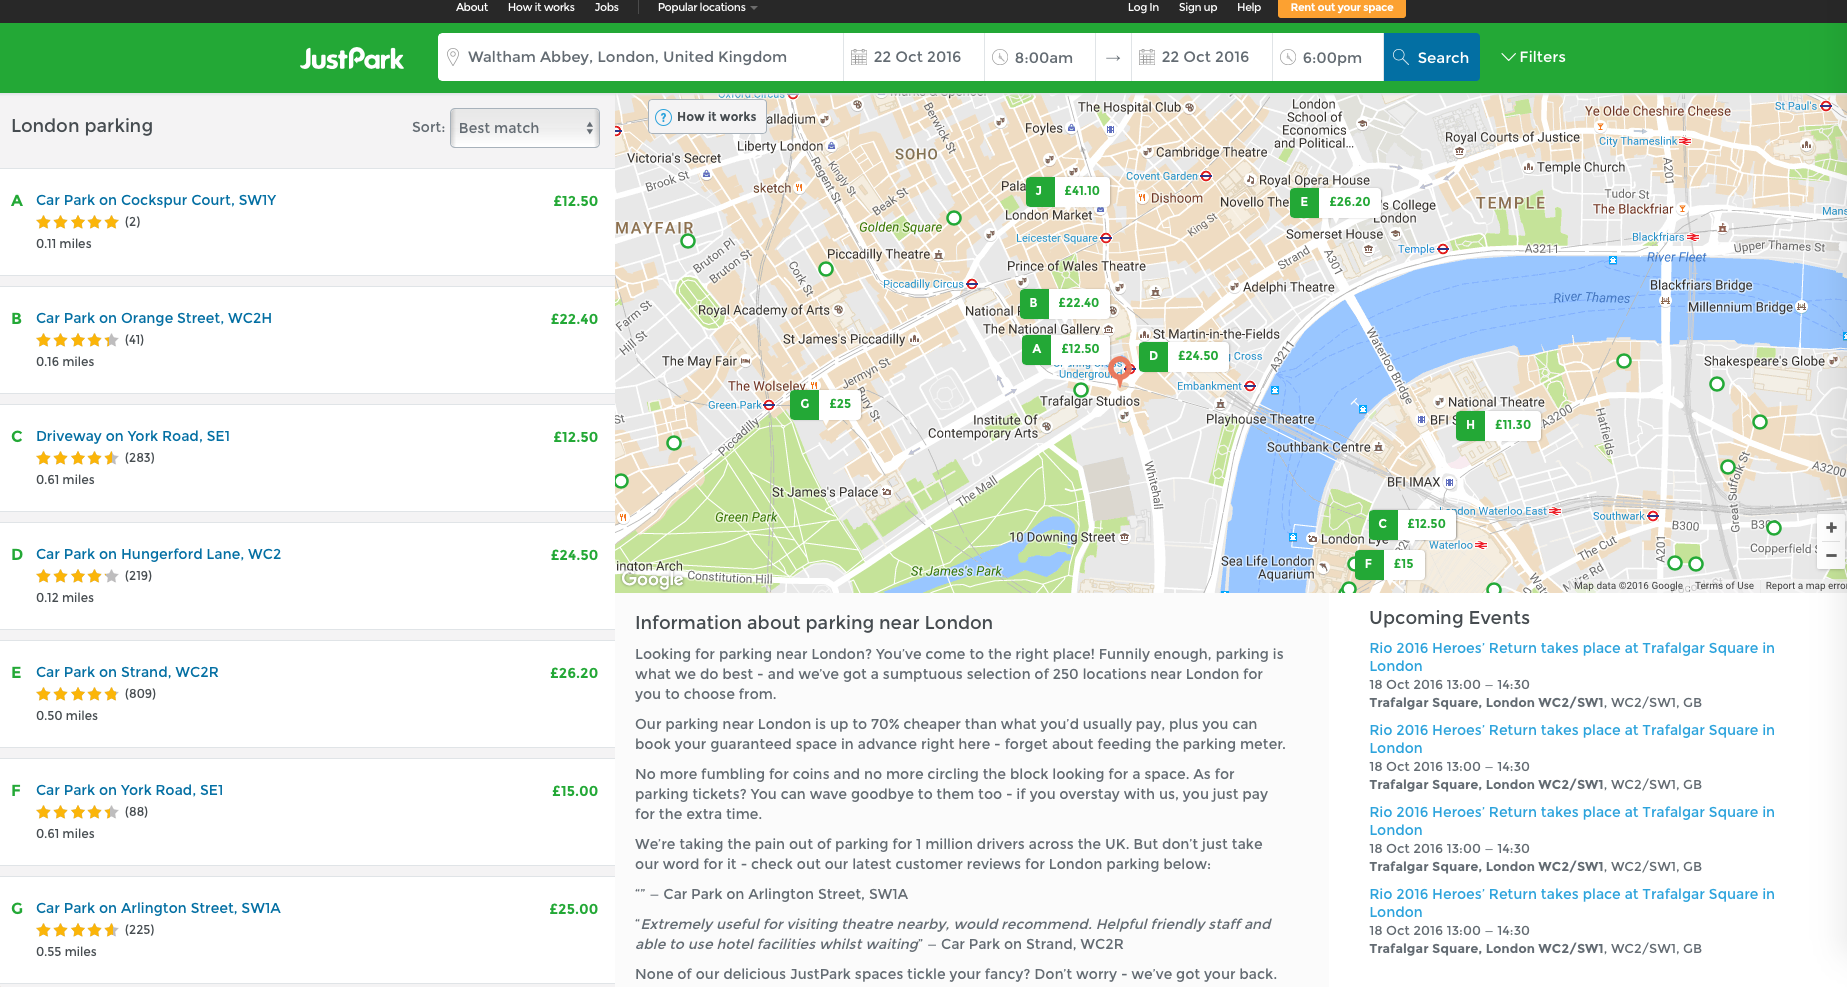 About How it works Jobs Popular locations Log In Sign up Help Rent out your space
JustPark Waltham Abbey, London, United Kingdom 22 Oct 2016 8:00am → 22 Oct 2016 6:00pm Search Filters
London parking Sort: Best match
A Car Park on Cockspur Court, SW1Y £12.50
(2)
0.11 miles
B Car Park on Orange Street, WC2H £22.40
(41)
0.16 miles
C Driveway on York Road, SE1 £12.50
(283)
0.61 miles
D Car Park on Hungerford Lane, WC2 £24.50
(219)
0.12 miles
E Car Park on Strand, WC2R £26.20
(809)
0.50 miles
F Car Park on York Road, SE1 £15.00
(88)
0.61 miles
G Car Park on Arlington Street, SW1A £25.00
(225)
0.55 miles
? How it works
Oxford Circus
alladium
Berwick St
The Hospital Club
London
School of
Economics
and Political...
Ye Olde Cheshire Cheese
St Paul's
Foyles
Royal Courts of Justice
City Thameslink
Liberty London
Victoria's Secret
SOHO
Cambridge Theatre
Temple Church
A201
Brook St
Regent St
Kingly St
Covent Garden
Royal Opera House
sketch
Beak St
J £41.10
Dishoom
Novello The
E £26.20
's College
London
TEMPLE
Tudor St
The Blackfriar
Mans
London Market
MAYFAIR
Golden Square
King St
Somerset House
Leicester Square
Temple
A3211
Blackfriars
Upper Thames St
Bruton Pl
Bruton St
Piccadilly Theatre
Strand
A301
River Fleet
Cork St
Prince of Wales Theatre
Piccadilly Circus
Adelphi Theatre
Blackfriars Bridge
River Thames
Millennium Bridge
B £22.40
Royal Academy of Arts
National
Farm St
The National Gallery
St Martin-in-the-Fields
Hill St
St James's Piccadilly
A £12.50
D £24.50
Cross
A3211
Waterloo Bridge
The May Fair
Jermyn St
Underground
Shakespeare's Globe
The Wolseley
Embankment
Green Park
G £25
Bury St
Trafalgar Studios
Playhouse Theatre
National Theatre
A3200
Institute Of
Contemporary Arts
BFI
H £11.30
Hatfields
Piccadilly
Southbank Centre
Great Suffolk St
A3200
St James's Palace
The Mall
Whitehall
BFI IMAX
Green Park
London Waterloo East
Southwark
B300
C £12.50
10 Downing Street
London Eye
Waterloo
The Cut
A201
Copperfield S
Sea Life London
Aquarium
F £15
St James's Park
ington Arch
Google
Constitution Hill
+
−
Map data ©2016 Google Terms of Use Report a map error
Information about parking near London
Looking for parking near London? You've come to the right place! Funnily enough, parking is
what we do best - and we've got a sumptuous selection of 250 locations near London for
you to choose from.
Our parking near London is up to 70% cheaper than what you'd usually pay, plus you can
book your guaranteed space in advance right here - forget about feeding the parking meter.
No more fumbling for coins and no more circling the block looking for a space. As for
parking tickets? You can wave goodbye to them too - if you overstay with us, you just pay
for the extra time.
We're taking the pain out of parking for 1 million drivers across the UK. But don't just take
our word for it - check out our latest customer reviews for London parking below:
“” — Car Park on Arlington Street, SW1A
“Extremely useful for visiting theatre nearby, would recommend. Helpful friendly staff and
able to use hotel facilities whilst waiting” — Car Park on Strand, WC2R
None of our delicious JustPark spaces tickle your fancy? Don't worry - we've got your back.
Upcoming Events
Rio 2016 Heroes' Return takes place at Trafalgar Square in
London
18 Oct 2016 13:00 — 14:30
Trafalgar Square, London WC2/SW1, WC2/SW1, GB
Rio 2016 Heroes' Return takes place at Trafalgar Square in
London
18 Oct 2016 13:00 — 14:30
Trafalgar Square, London WC2/SW1, WC2/SW1, GB
Rio 2016 Heroes' Return takes place at Trafalgar Square in
London
18 Oct 2016 13:00 — 14:30
Trafalgar Square, London WC2/SW1, WC2/SW1, GB
Rio 2016 Heroes' Return takes place at Trafalgar Square in
London
18 Oct 2016 13:00 — 14:30
Trafalgar Square, London WC2/SW1, WC2/SW1, GB